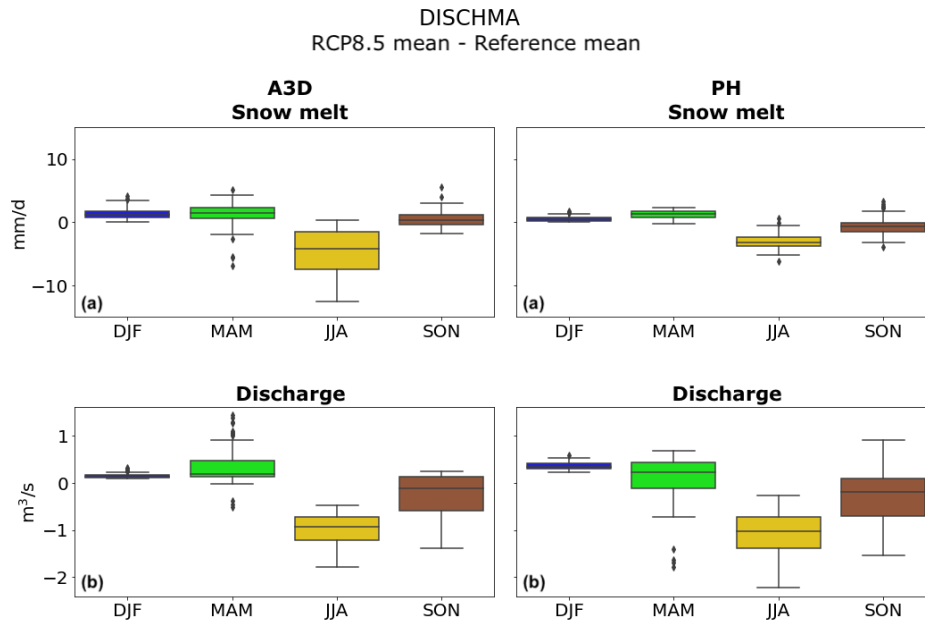 DISCHMA
RCP8.5 mean - Reference mean
A3D
Snow melt
PH
Snow melt
mm/d
10
0
−10
(a)
DJF
MAM
JJA
SON
(a)
DJF
MAM
JJA
SON
Discharge
Discharge
m³/s
1
0
−1
−2
(b)
DJF
MAM
JJA
SON
(b)
DJF
MAM
JJA
SON